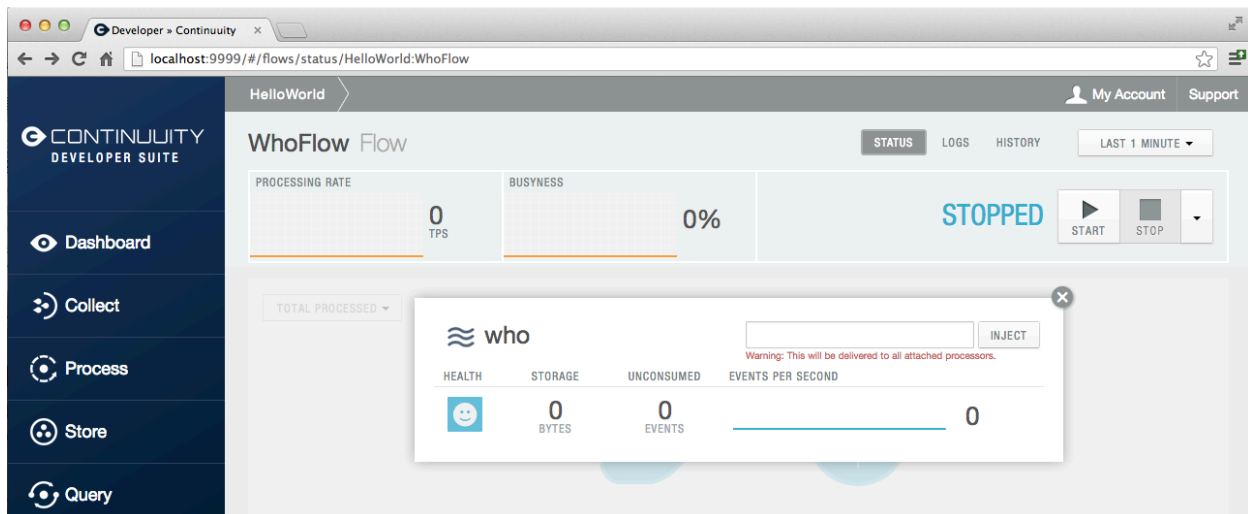 Developer » Continuuity
localhost:9999/#/flows/status/HelloWorld:WhoFlow
HelloWorld
My Account
Support
CONTINUUITY
DEVELOPER SUITE
WhoFlow Flow
STATUS
LOGS
HISTORY
LAST 1 MINUTE
PROCESSING RATE
0
TPS
BUSYNESS
0%
STOPPED
START
STOP
Dashboard
Collect
Process
Store
Query
TOTAL PROCESSED
who
INJECT
Warning: This will be delivered to all attached processors.
HEALTH
STORAGE
UNCONSUMED
EVENTS PER SECOND
0
BYTES
0
EVENTS
0